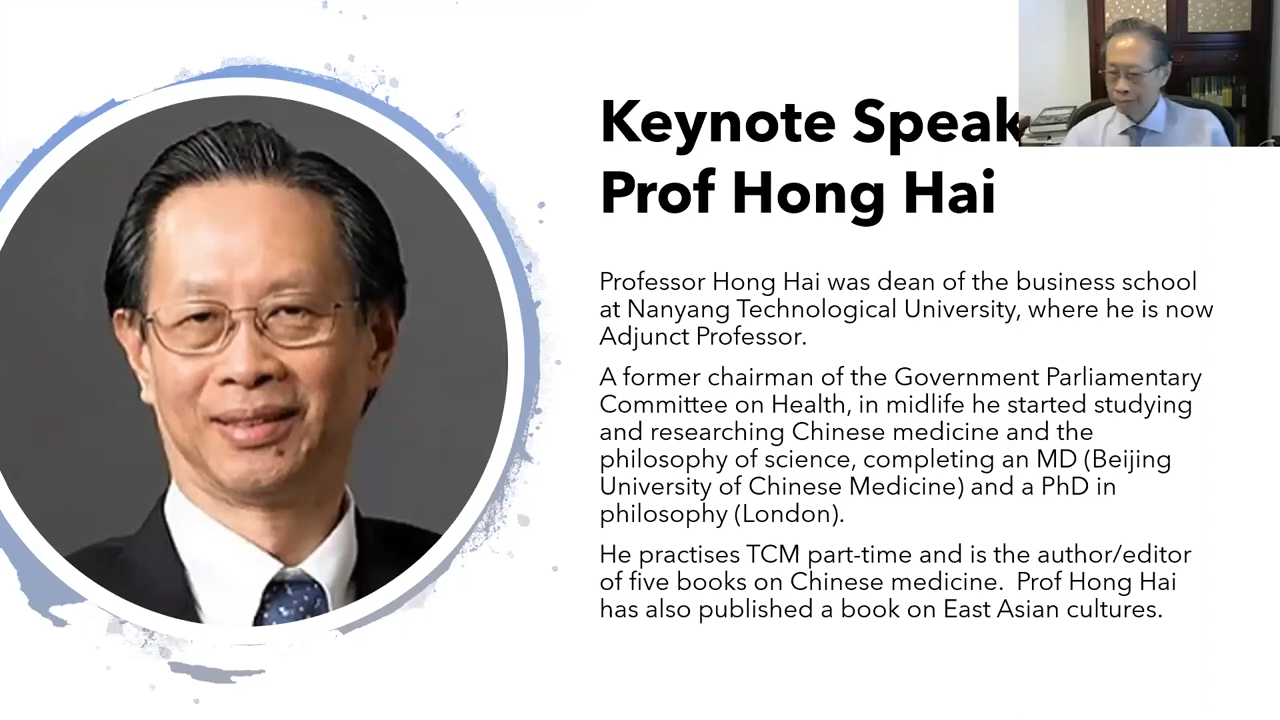 Keynote Speak
Prof Hong Hai
Professor Hong Hai was dean of the business school
at Nanyang Technological University, where he is now
Adjunct Professor.
A former chairman of the Government Parliamentary
Committee on Health, in midlife he started studying
and researching Chinese medicine and the
philosophy of science, completing an MD (Beijing
University of Chinese Medicine) and a PhD in
philosophy (London).
He practises TCM part-time and is the author/editor
of five books on Chinese medicine. Prof Hong Hai
has also published a book on East Asian cultures.